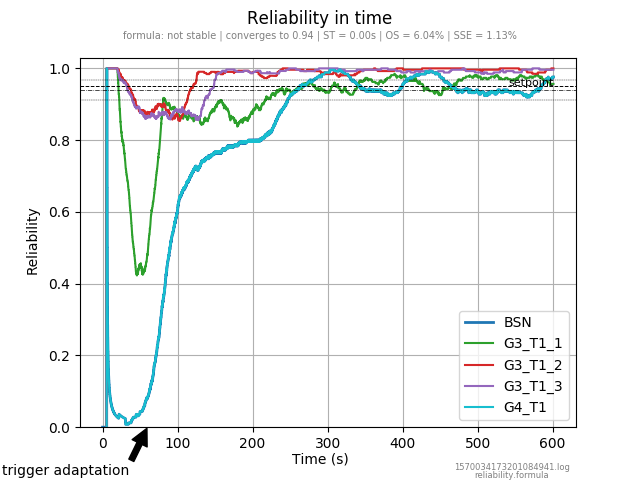 Reliability in time
formula: not stable | converges to 0.94 | ST = 0.00s | OS = 6.04% | SSE = 1.13%
1.0
0.8
0.6
0.4
0.2
0.0
Reliability
setpoint
BSN
G3_T1_1
G3_T1_2
G3_T1_3
G4_T1
0
100
200
300
400
500
600
Time (s)
trigger adaptation
1570034173201084941.log
reliability.formula